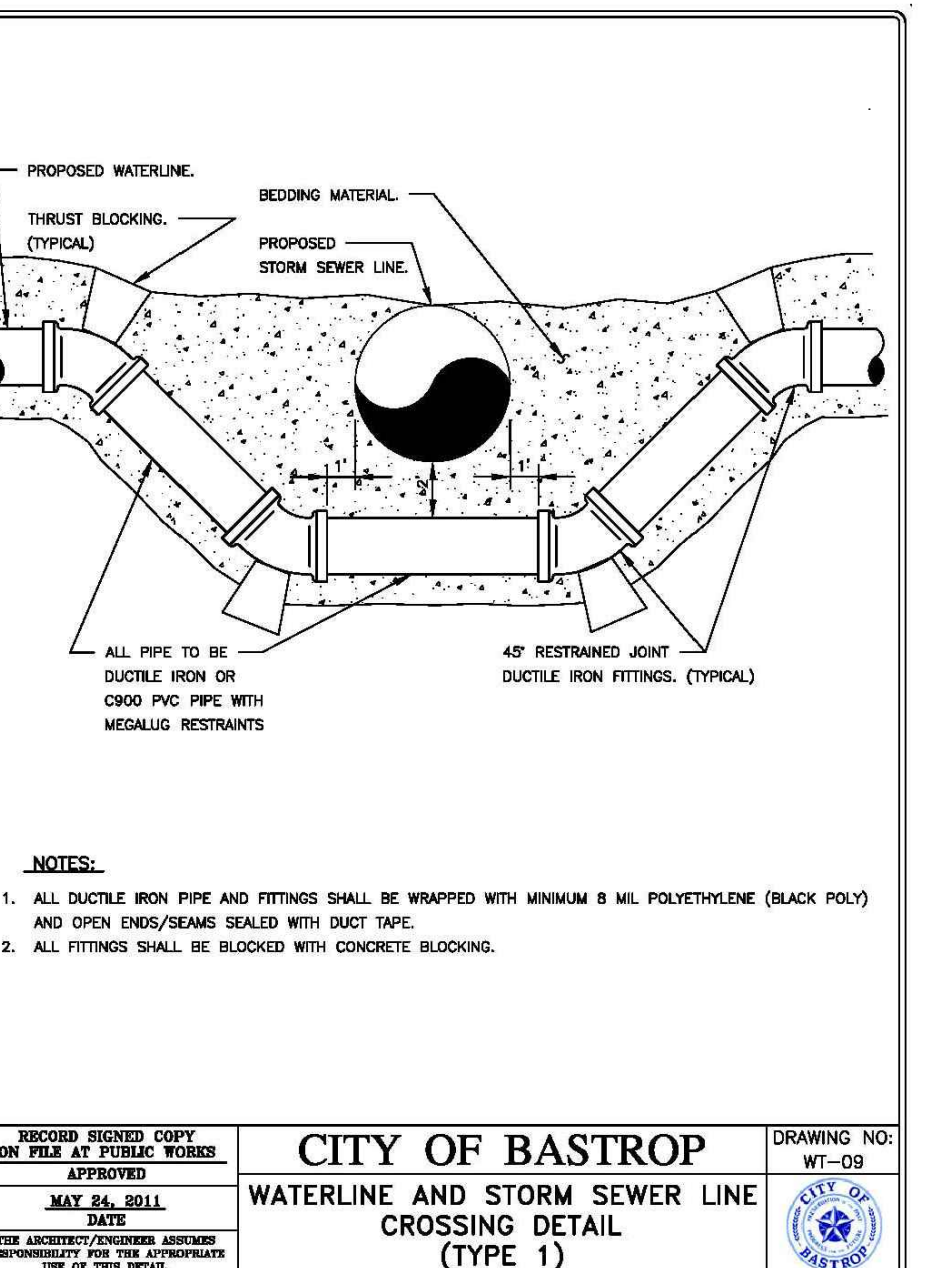 PROPOSED WATERLINE.
THRUST BLOCKING.
(TYPICAL)
BEDDING MATERIAL.
PROPOSED
STORM SEWER LINE.
1'
1'
2'
ALL PIPE TO BE
DUCTILE IRON OR
C900 PVC PIPE WITH
MEGALUG RESTRAINTS
45° RESTRAINED JOINT
DUCTILE IRON FITTINGS. (TYPICAL)
NOTES:
1. ALL DUCTILE IRON PIPE AND FITTINGS SHALL BE WRAPPED WITH MINIMUM 8 MIL POLYETHYLENE (BLACK POLY)
AND OPEN ENDS/SEAMS SEALED WITH DUCT TAPE.
2. ALL FITTINGS SHALL BE BLOCKED WITH CONCRETE BLOCKING.
RECORD SIGNED COPY
ON FILE AT PUBLIC WORKS
APPROVED
MAY 24, 2011
DATE
THE ARCHITECT/ENGINEER ASSUMES
RESPONSIBILITY FOR THE APPROPRIATE
USE OF THIS DETAIL
CITY OF BASTROP
WATERLINE AND STORM SEWER LINE
CROSSING DETAIL
(TYPE 1)
DRAWING NO:
WT-09
CITY OF
BASTROP